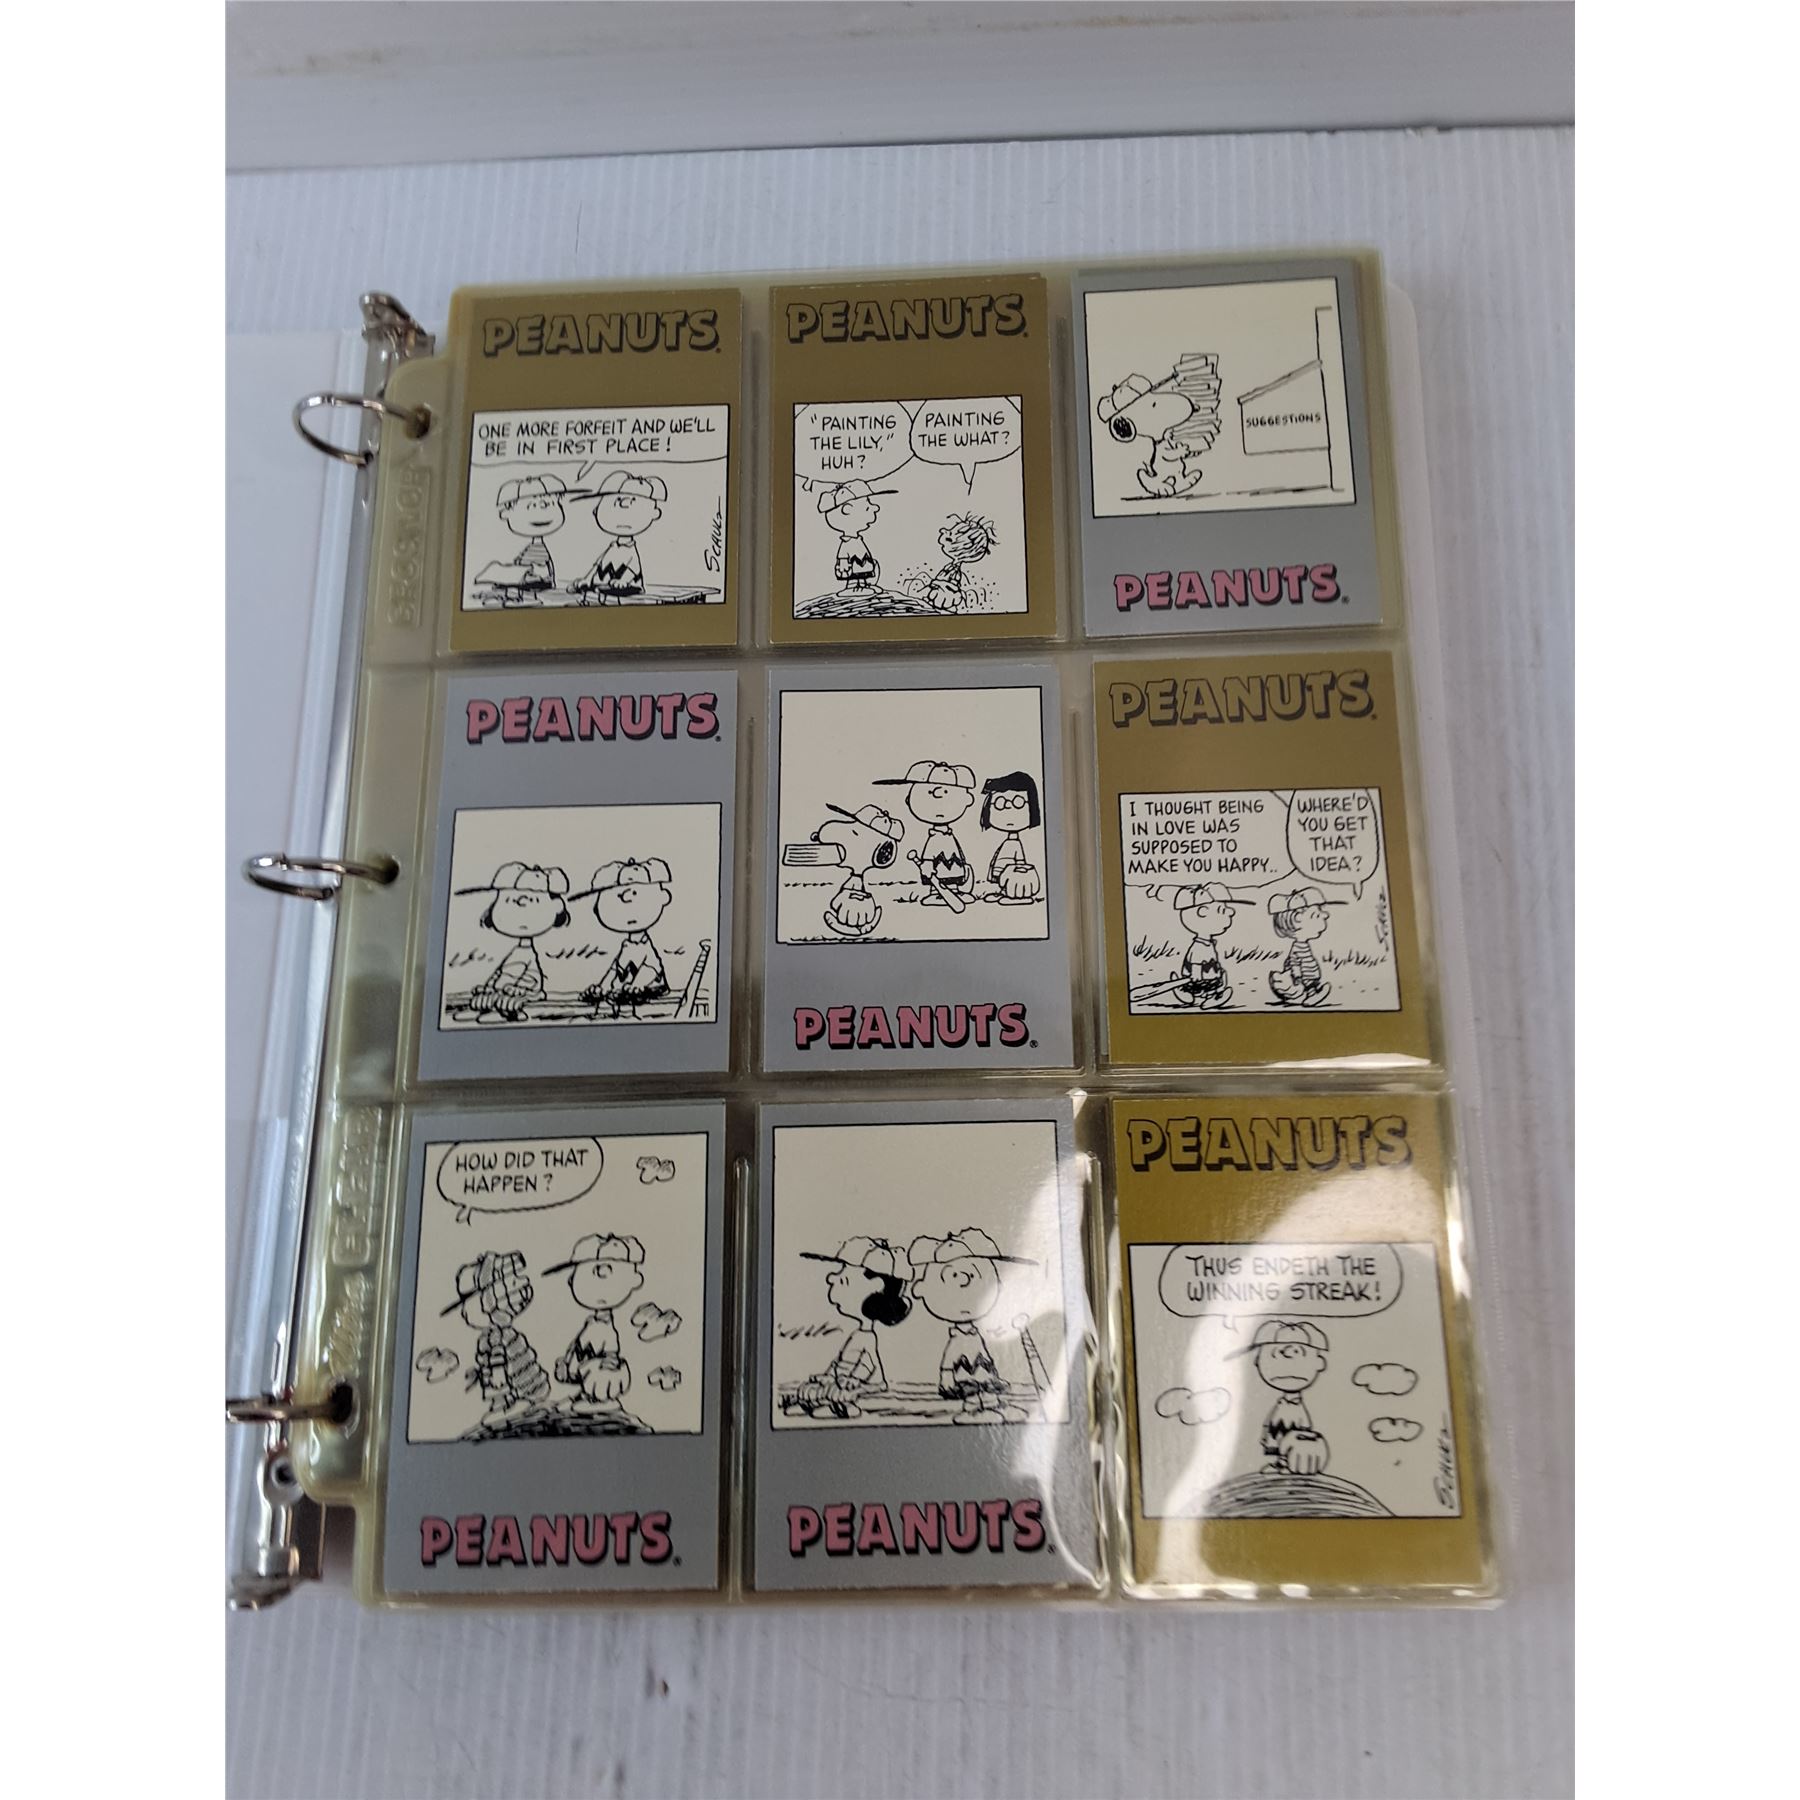 PEANUTS
ONE MORE FORFEIT AND WE'LL
BE IN FIRST PLACE!
SCHULZ
PEANUTS
"PAINTING
THE LILY,"
HUH?
PAINTING
THE WHAT?
SUGGESTIONS
PEANUTS®
PEANUTS
PEANUTS®
PEANUTS
I THOUGHT BEING
IN LOVE WAS
SUPPOSED TO
MAKE YOU HAPPY..
WHERE'D
YOU GET
THAT
IDEA?
SCHULZ
HOW DID THAT
HAPPEN?
PEANUTS®
PEANUTS®
PEANUTS
THUS ENDETH THE
WINNING STREAK!
SCHULZ